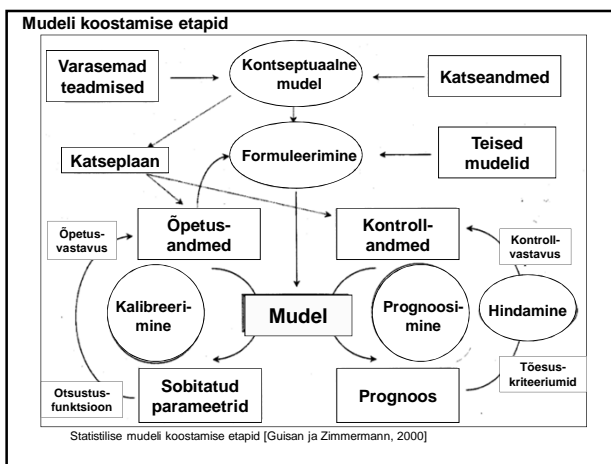 Mudeli koostamise etapid
Varasemad
teadmised
Kontseptuaalne
mudel
Katseandmed
Katseplaan
Formuleerimine
Teised
mudelid
Õpetus-
vastavus
Õpetus-
andmed
Kontroll-
andmed
Kontroll-
vastavus
Kalibreeri-
mine
Mudel
Prognoosi-
mine
Hindamine
Otsustus-
funktsioon
Sobitatud
parameetrid
Prognoos
Tõesus-
kriteeriumid
Statistilise mudeli koostamise etapid [Guisan ja Zimmermann, 2000]